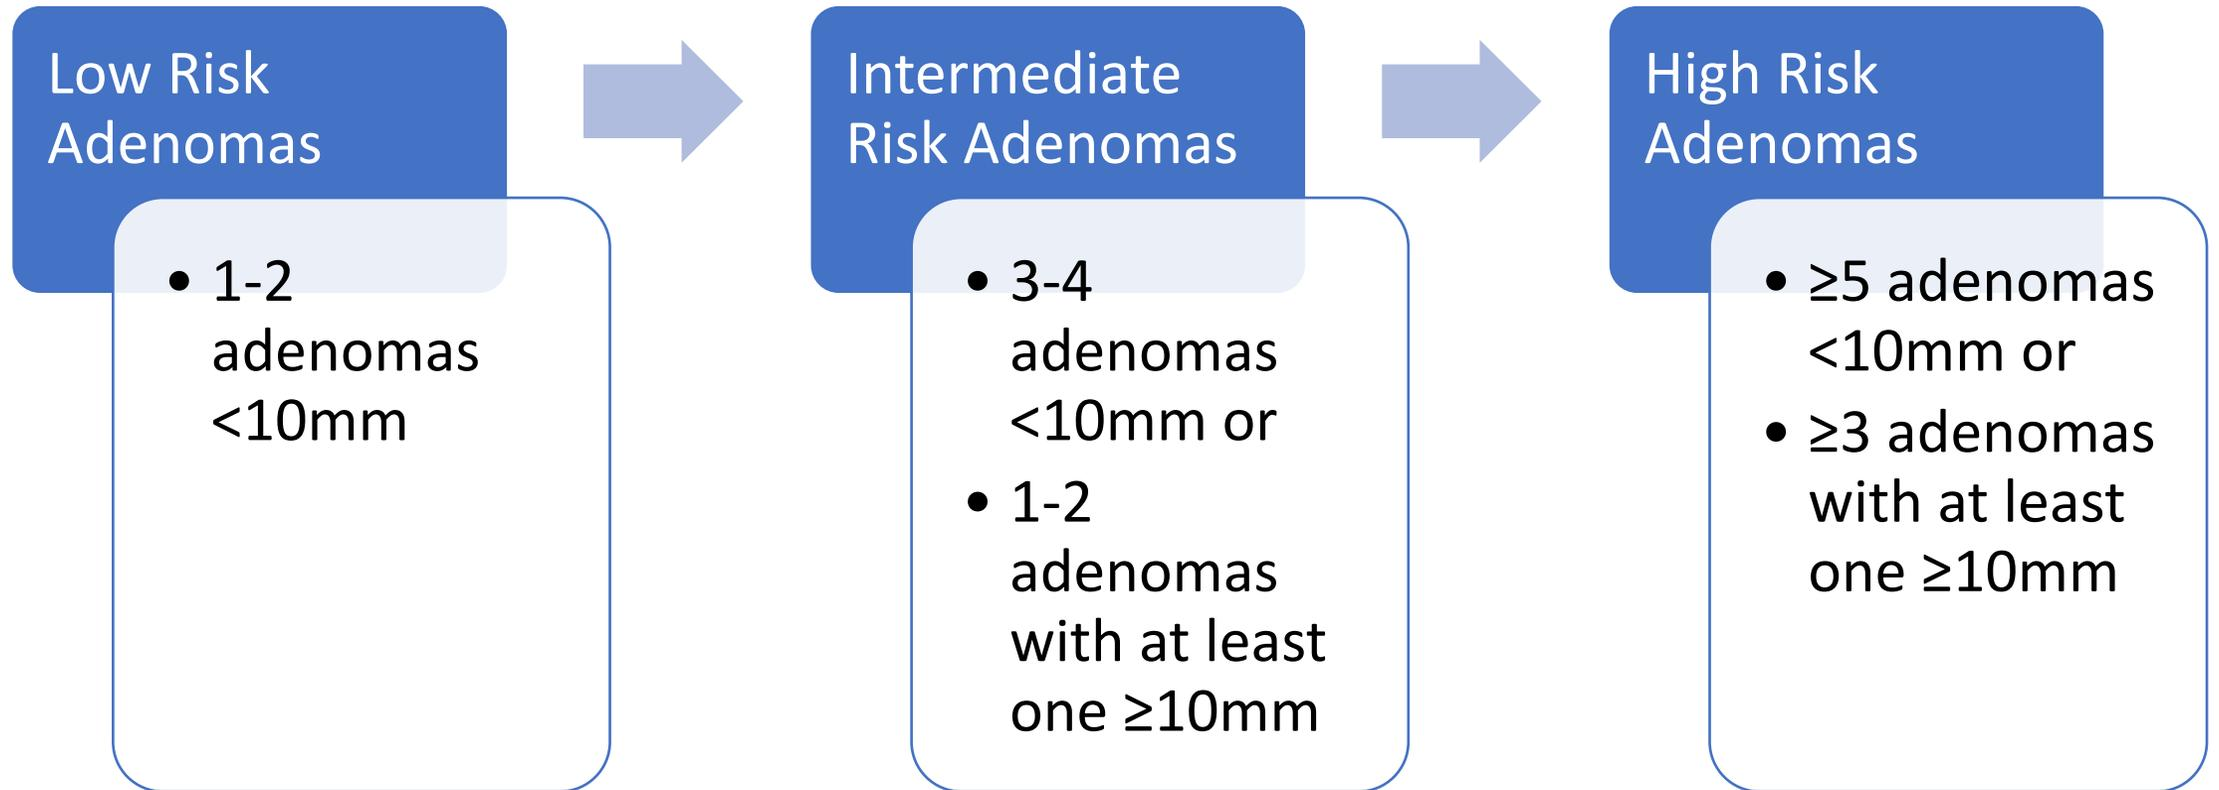 Low Risk
Adenomas
• 1-2
adenomas
<10mm
Intermediate
Risk Adenomas
• 3-4
adenomas
<10mm or
• 1-2
adenomas
with at least
one ≥10mm
High Risk
Adenomas
• ≥5 adenomas
<10mm or
• ≥3 adenomas
with at least
one ≥10mm